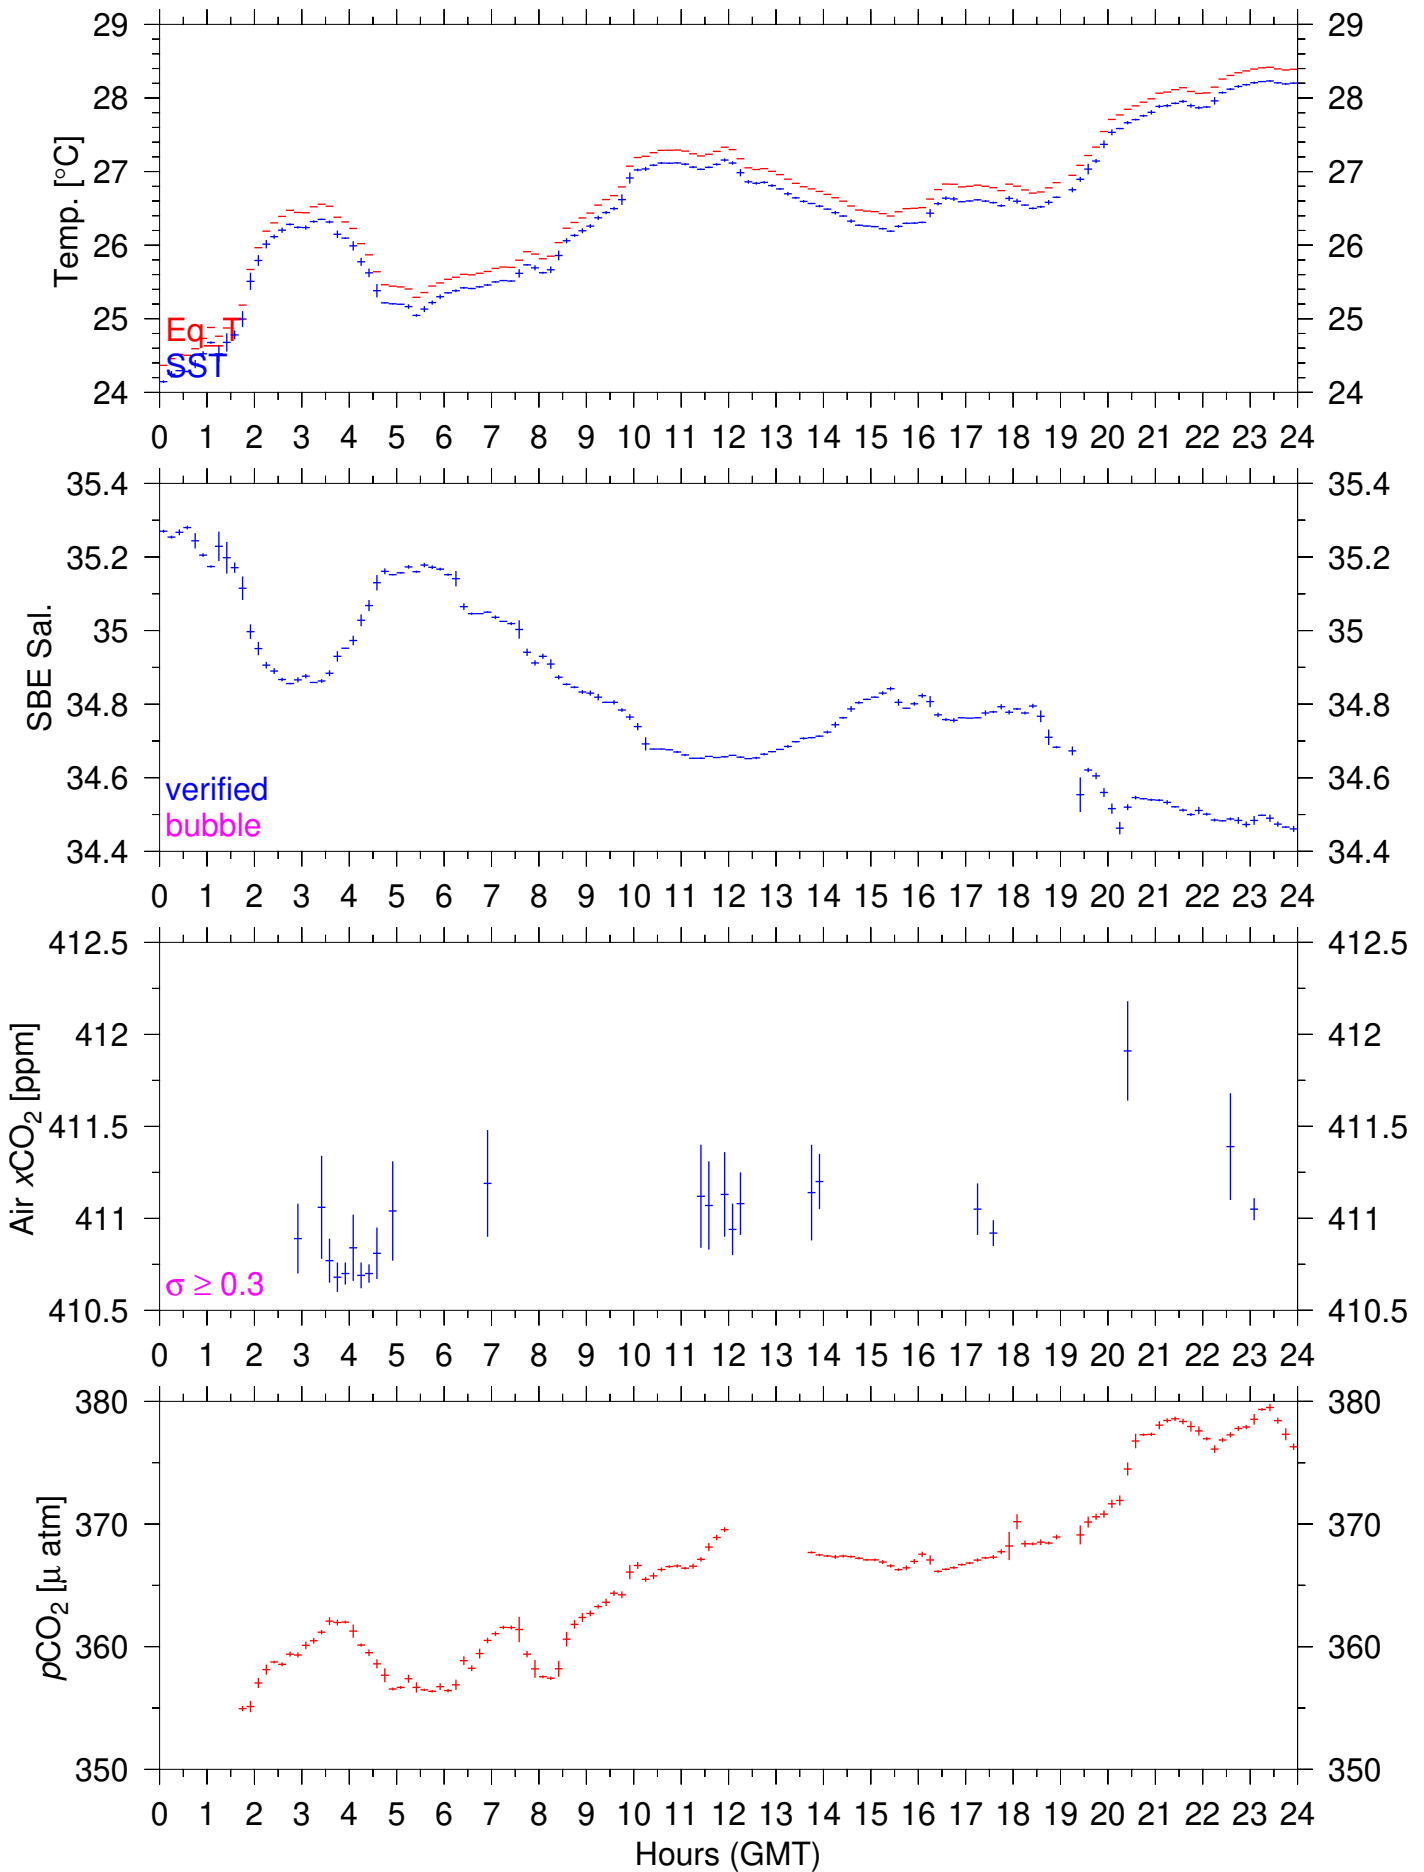 29 29
28 28
27 27
26 26
25 25
24 24
Temp. [°C]
Eq T
SST
0 1 2 3 4 5 6 7 8 9 10 11 12 13 14 15 16 17 18 19 20 21 22 23 24
35.4 35.4
35.2 35.2
35 35
34.8 34.8
34.6 34.6
34.4 34.4
SBE Sal.
verified
bubble
0 1 2 3 4 5 6 7 8 9 10 11 12 13 14 15 16 17 18 19 20 21 22 23 24
412.5 412.5
412 412
411.5 411.5
411 411
410.5 410.5
Air xCO₂ [ppm]
σ ≥ 0.3
0 1 2 3 4 5 6 7 8 9 10 11 12 13 14 15 16 17 18 19 20 21 22 23 24
380 380
370 370
360 360
350 350
pCO₂ [μ atm]
0 1 2 3 4 5 6 7 8 9 10 11 12 13 14 15 16 17 18 19 20 21 22 23 24
Hours (GMT)